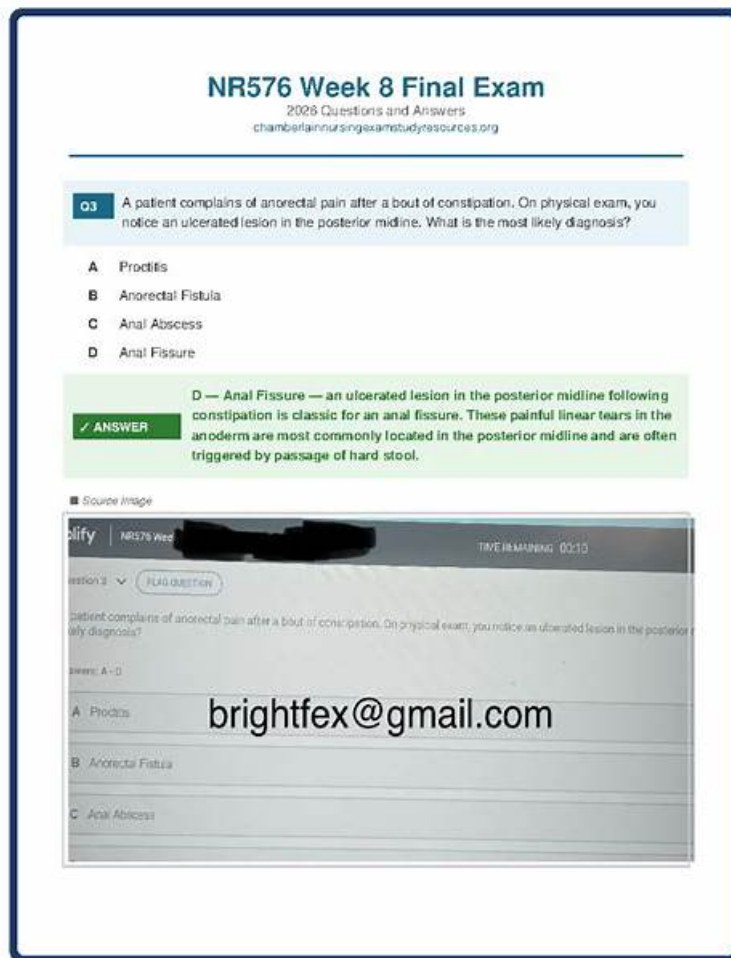 NR576 Week 8 Final Exam
2026 Questions and Answers
chamberlainnursingexamstudyresources.org
Q3 A patient complains of anorectal pain after a bout of constipation. On physical exam, you
notice an ulcerated lesion in the posterior midline. What is the most likely diagnosis?
A Proctitis
B Anorectal Fistula
C Anal Abscess
D Anal Fissure
✓ ANSWER
D — Anal Fissure — an ulcerated lesion in the posterior midline following
constipation is classic for an anal fissure. These painful linear tears in the
anoderm are most commonly located in the posterior midline and are often
triggered by passage of hard stool.
Source Image
plify NR576 Wee
TIME REMAINING 00:10
estion 3 FLAG QUESTION
patient complains of anorectal pain after a bout of constipation. On physical exam, you notice an ulcerated lesion in the posterior
ely diagnosis?
swers: A - D
A Proctitis
brightfex@gmail.com
B Anorectal Fistula
C Anal Abscess